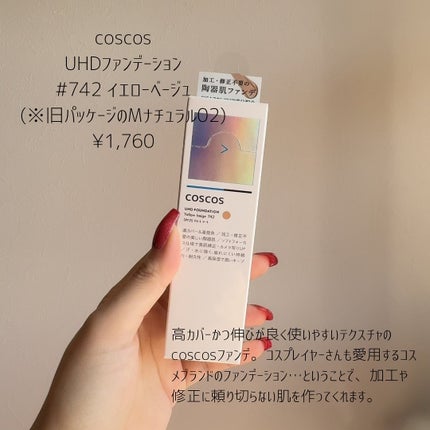 coscos
UHDファンデーション
#742 イエローベージュ
(※旧パッケージのMナチュラル02)
¥1,760
加工・修正不要の
陶器肌ファンデ
coscos
UHD FOUNDATION
Yellow beige 742
高カバーかつ伸びが良く使いやすいテクスチャの
coscosファンデ。コスプレイヤーさんも愛用するコス
メブランドのファンデーション…ということで、加工や
修正に頼り切らない肌を作ってくれます。